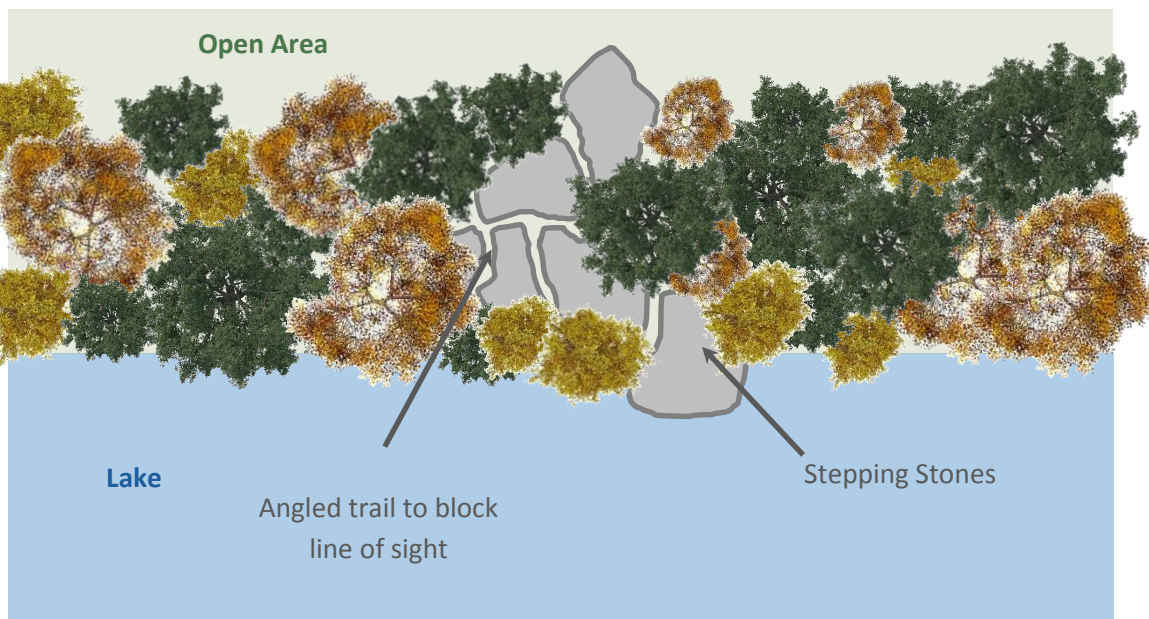 Open Area
Lake
Angled trail to block
line of sight
Stepping Stones